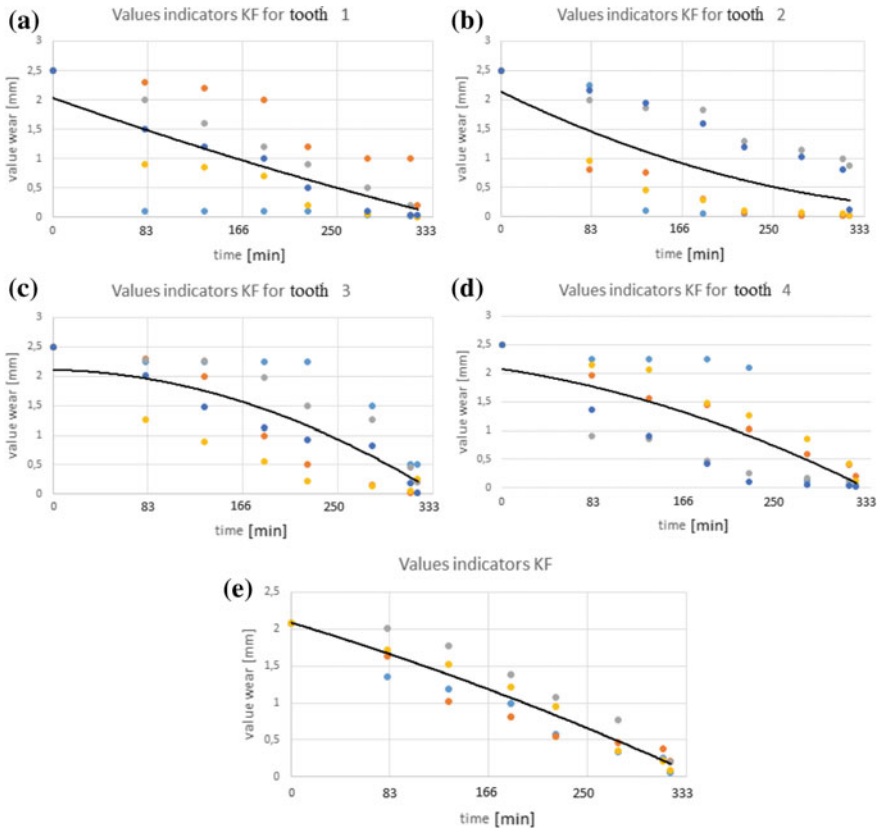 (a)
Values indicators KF for tooth 1
value wear [mm]
3
2,5
2
1,5
1
0,5
0
0 83 166 250 333
time [min]
(b)
Values indicators KF for tooth 2
value wear [mm]
3
2,5
2
1,5
1
0,5
0
0 83 166 250 333
time [min]
(c)
Values indicators KF for tooth 3
value wear [mm]
3
2,5
2
1,5
1
0,5
0
0 83 166 250 333
time [min]
(d)
Values indicators KF for tooth 4
value wear [mm]
3
2,5
2
1,5
1
0,5
0
0 83 166 250 333
time [min]
(e)
Values indicators KF
value wear [mm]
2,5
2
1,5
1
0,5
0
0 83 166 250 333
time [min]